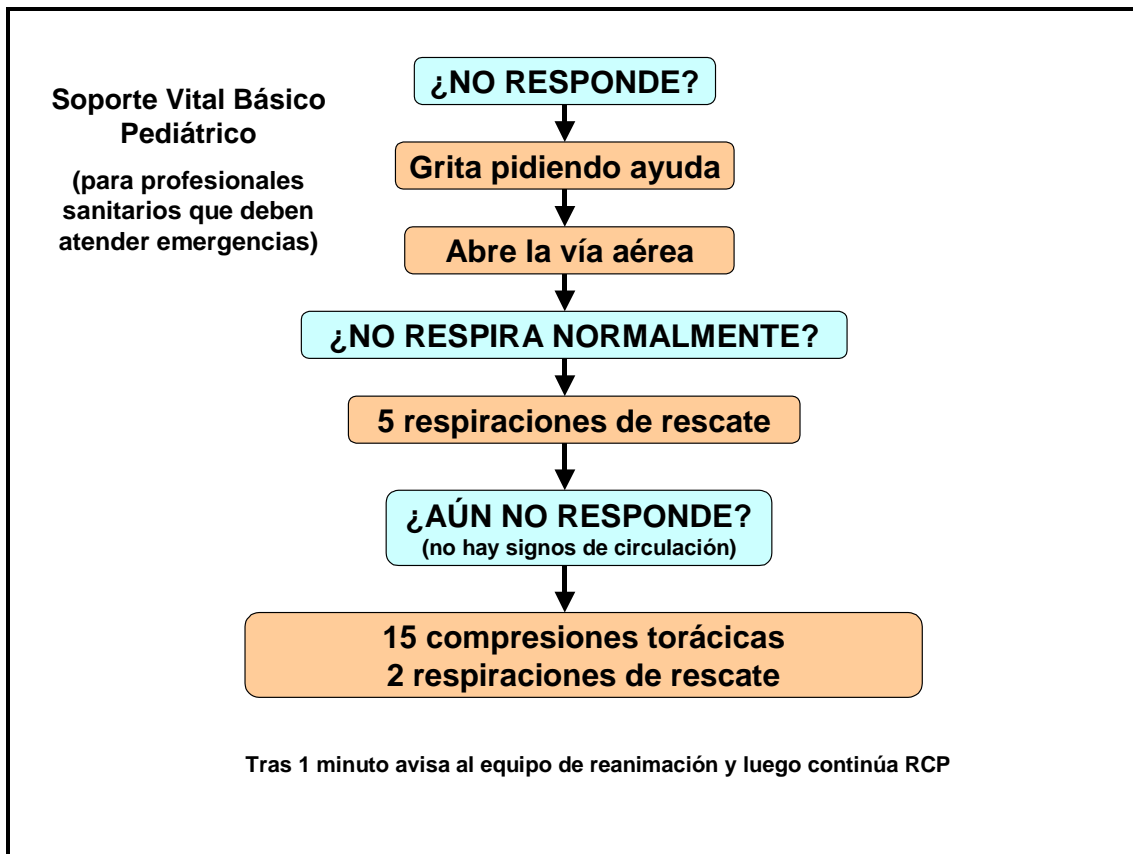 Soporte Vital Básico
Pediátrico
(para profesionales
sanitarios que deben
atender emergencias)
¿NO RESPONDE?
Grita pidiendo ayuda
Abre la vía aérea
¿NO RESPIRA NORMALMENTE?
5 respiraciones de rescate
¿AÚN NO RESPONDE?
(no hay signos de circulación)
15 compresiones torácicas
2 respiraciones de rescate
Tras 1 minuto avisa al equipo de reanimación y luego continúa RCP